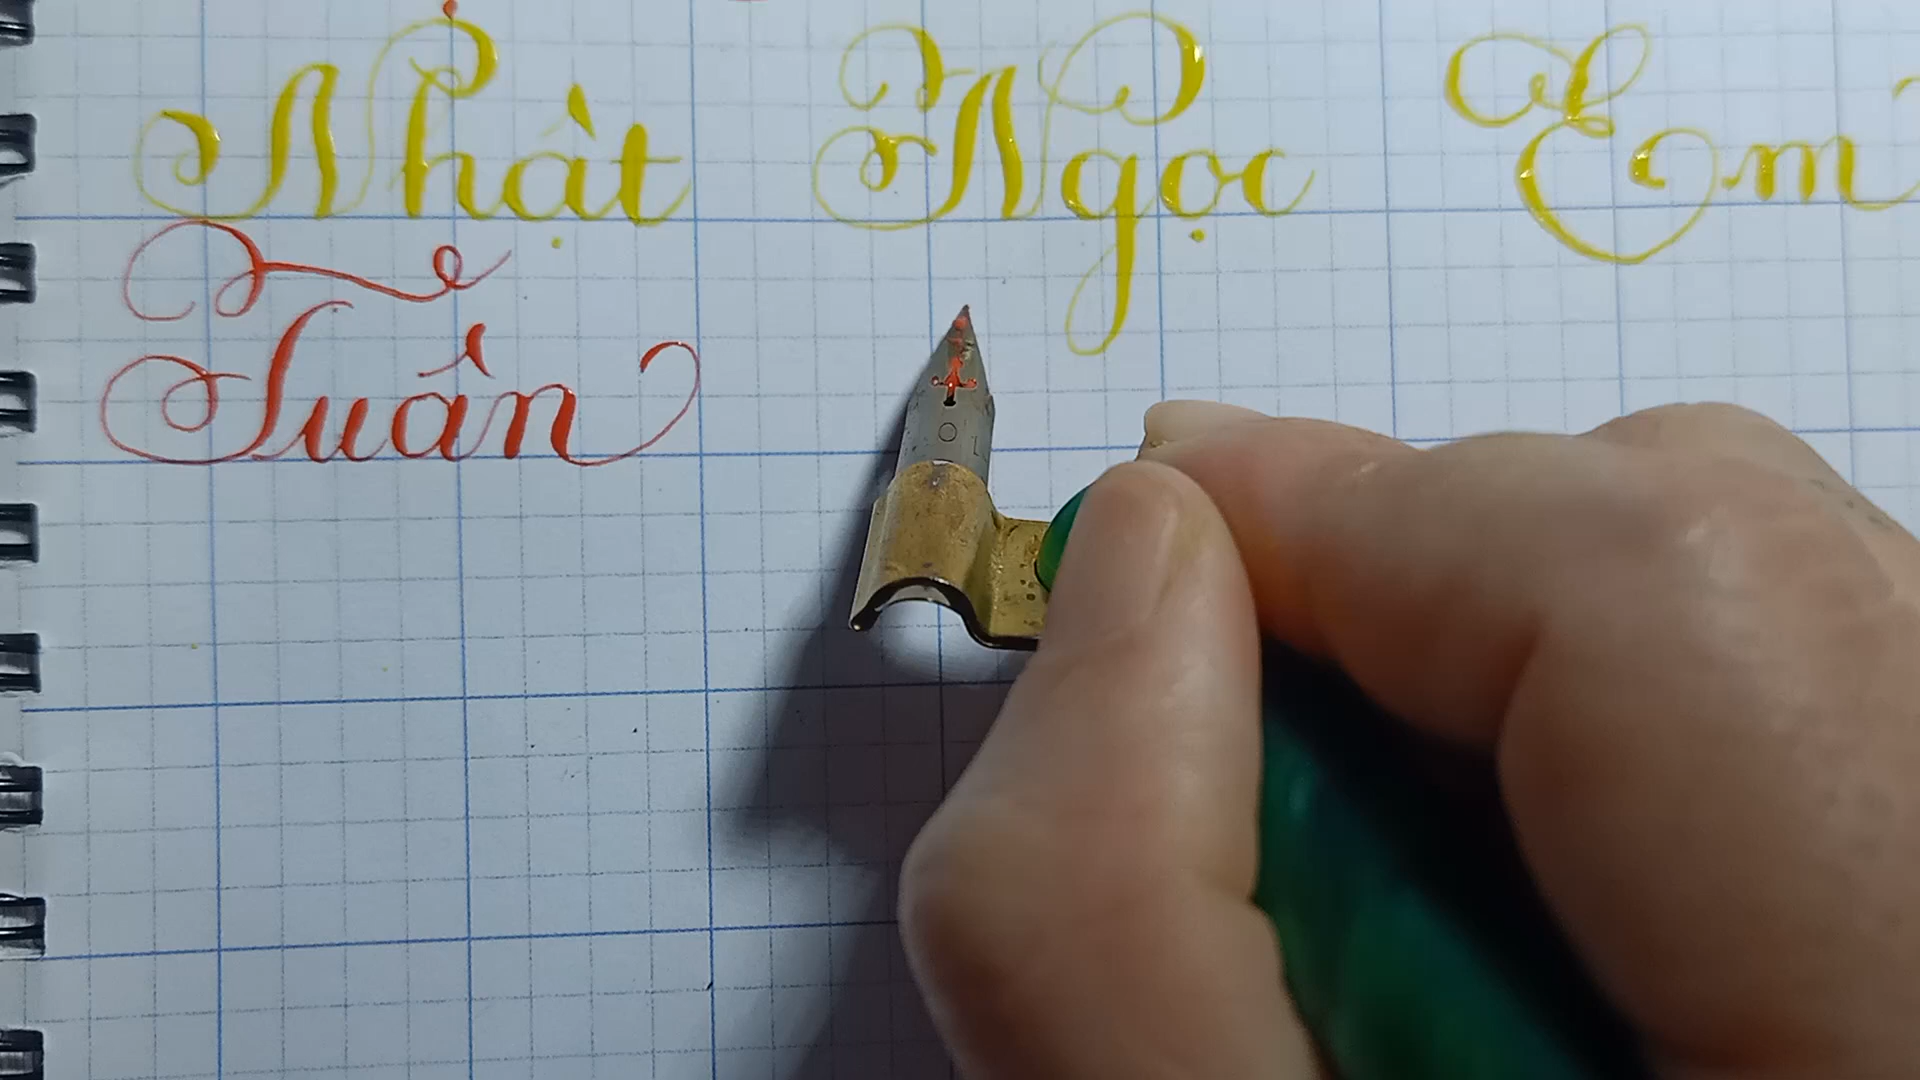 Nhật Ngọc Em
Tuấn